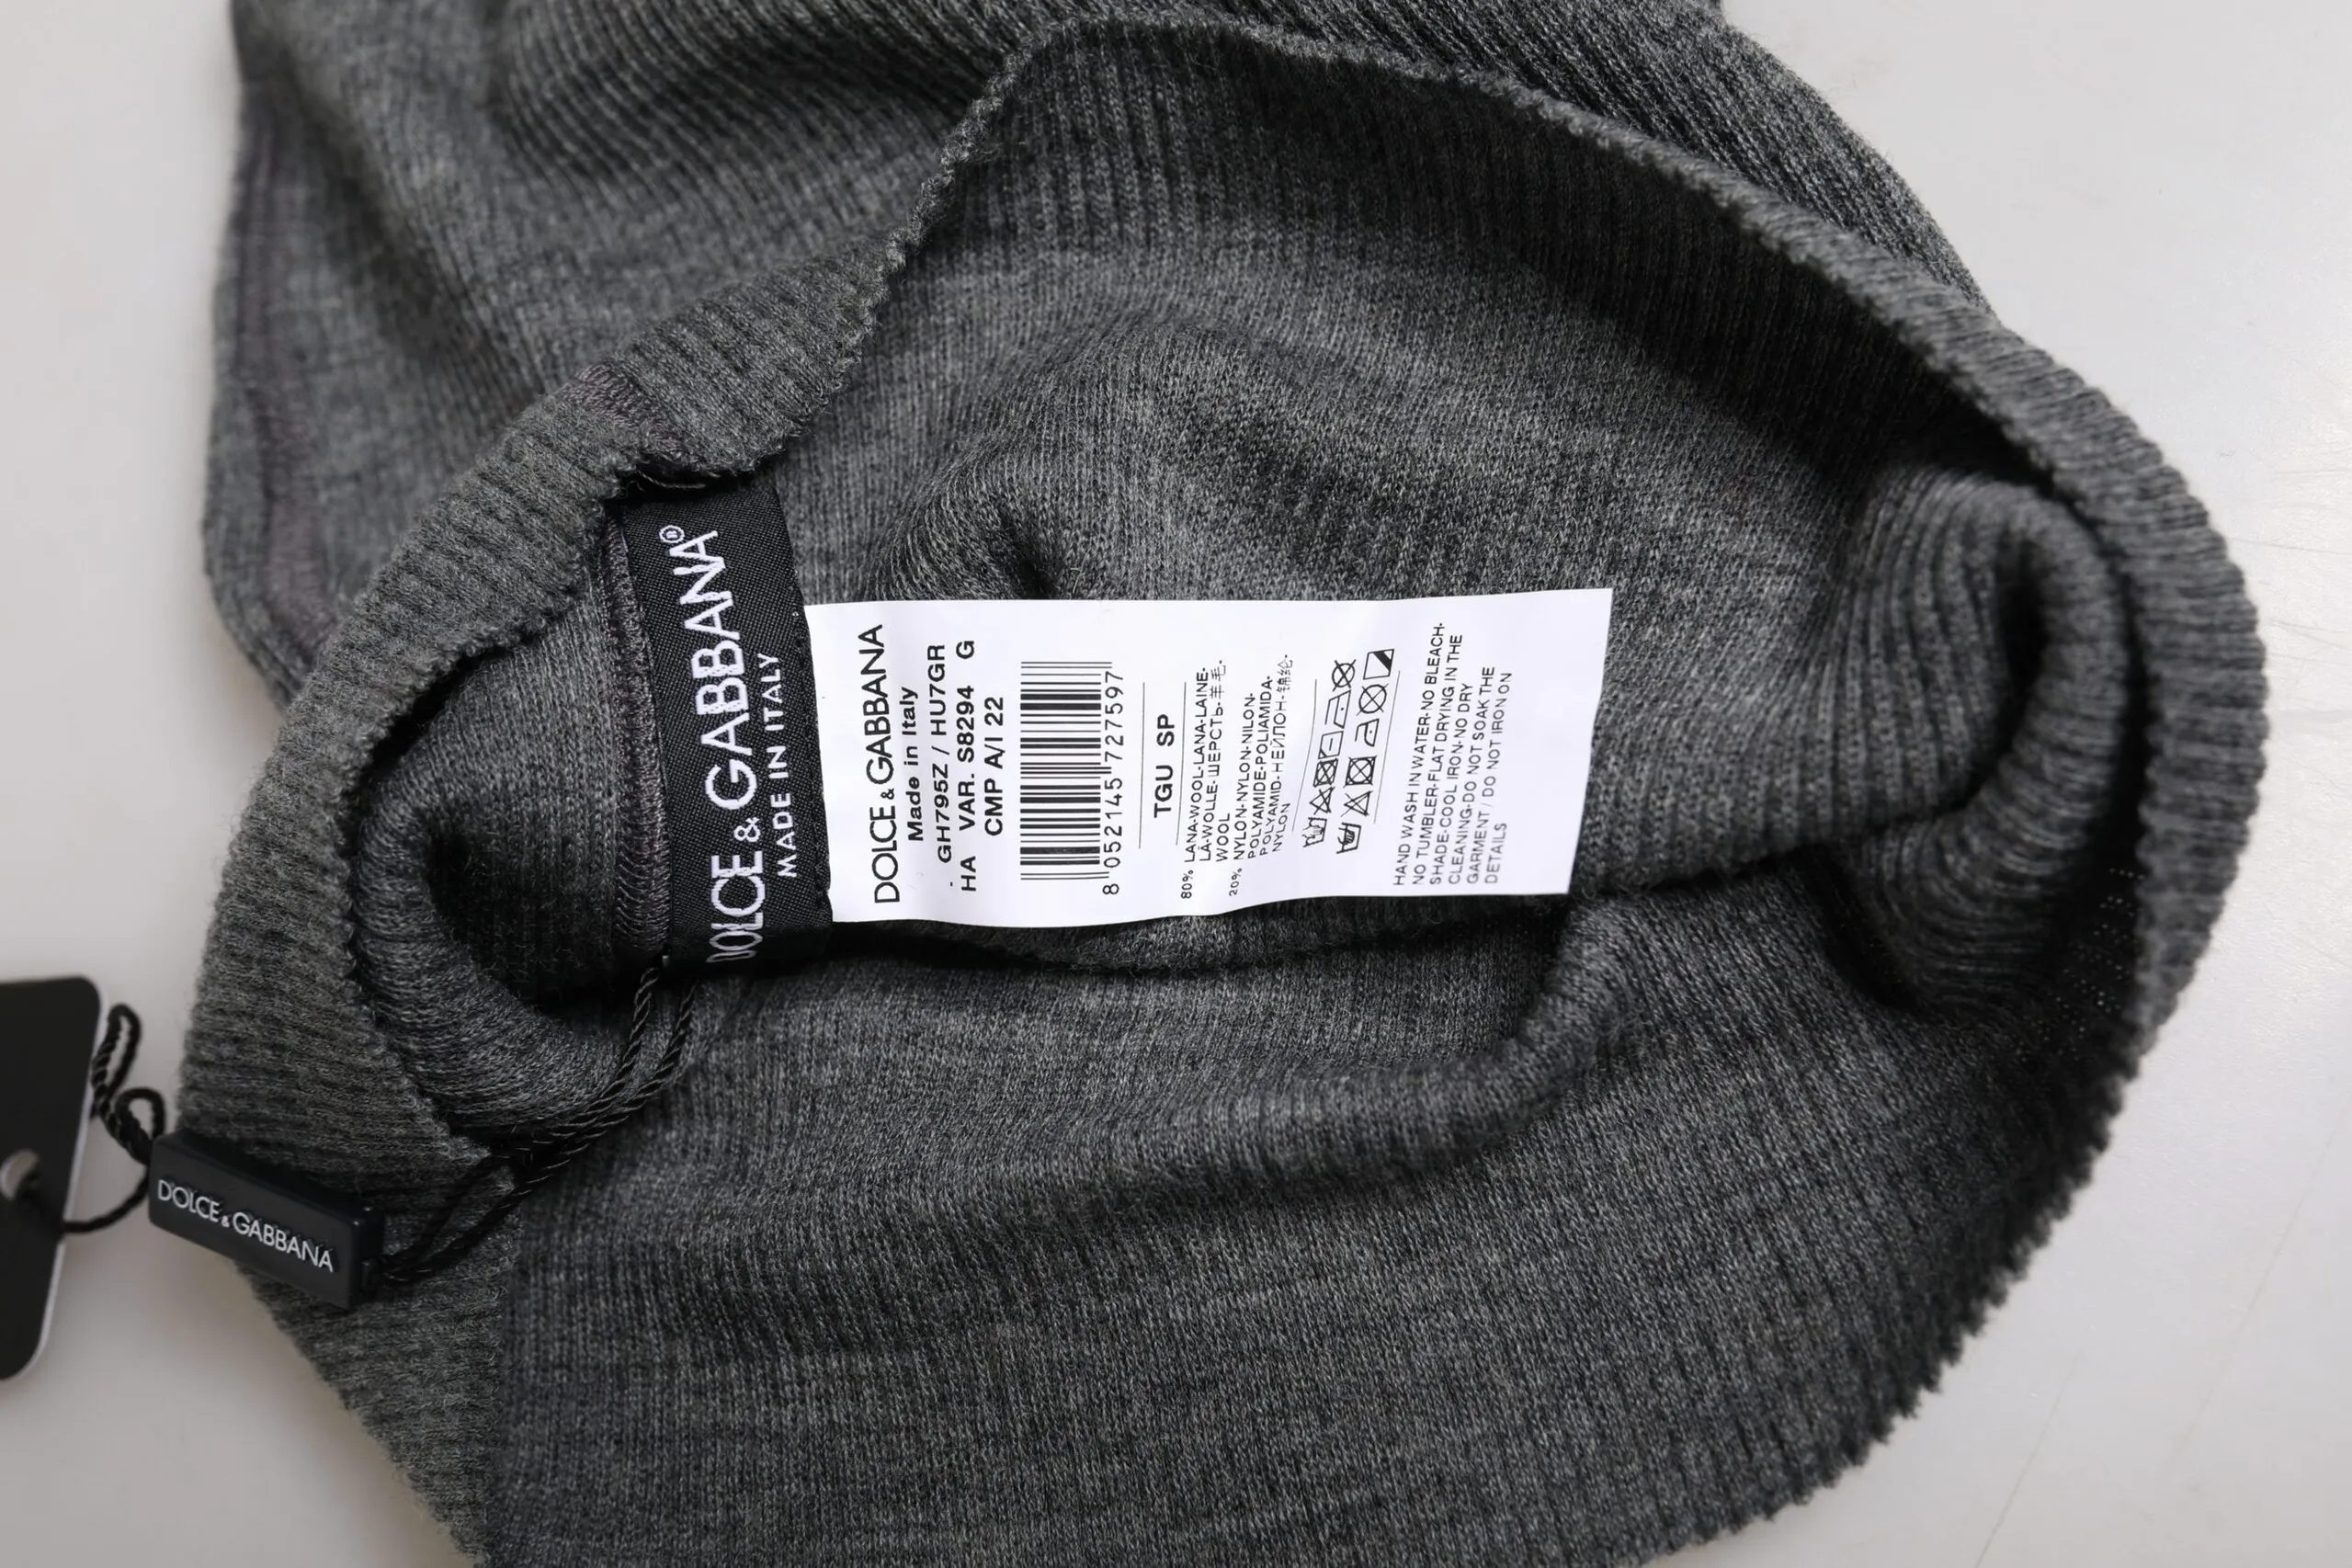 DOLCE & GABBANA®
MADE IN ITALY
DOLCE & GABBANA
Made in Italy
GH795Z / HU7GR
HA VAR. S8294 G
CMP A/I 22
8 052145 727597
TGU SP
80% LANA-WOOL-LANA-LAINE-
LÃ-WOLLE-ШЕРСТЬ-羊毛-
WOOL
20% NYLON-NYLON-NILON-
POLYAMIDE-POLIAMIDA-
POLYAMID-НЕЙЛОН-锦纶-
NYLON
HAND WASH IN WATER-NO BLEACH-
NO TUMBLER-FLAT DRYING IN THE
SHADE-COOL IRON-NO DRY
CLEANING-DO NOT SOAK THE
GARMENT / DO NOT IRON ON
DETAILS
DOLCE & GABBANA